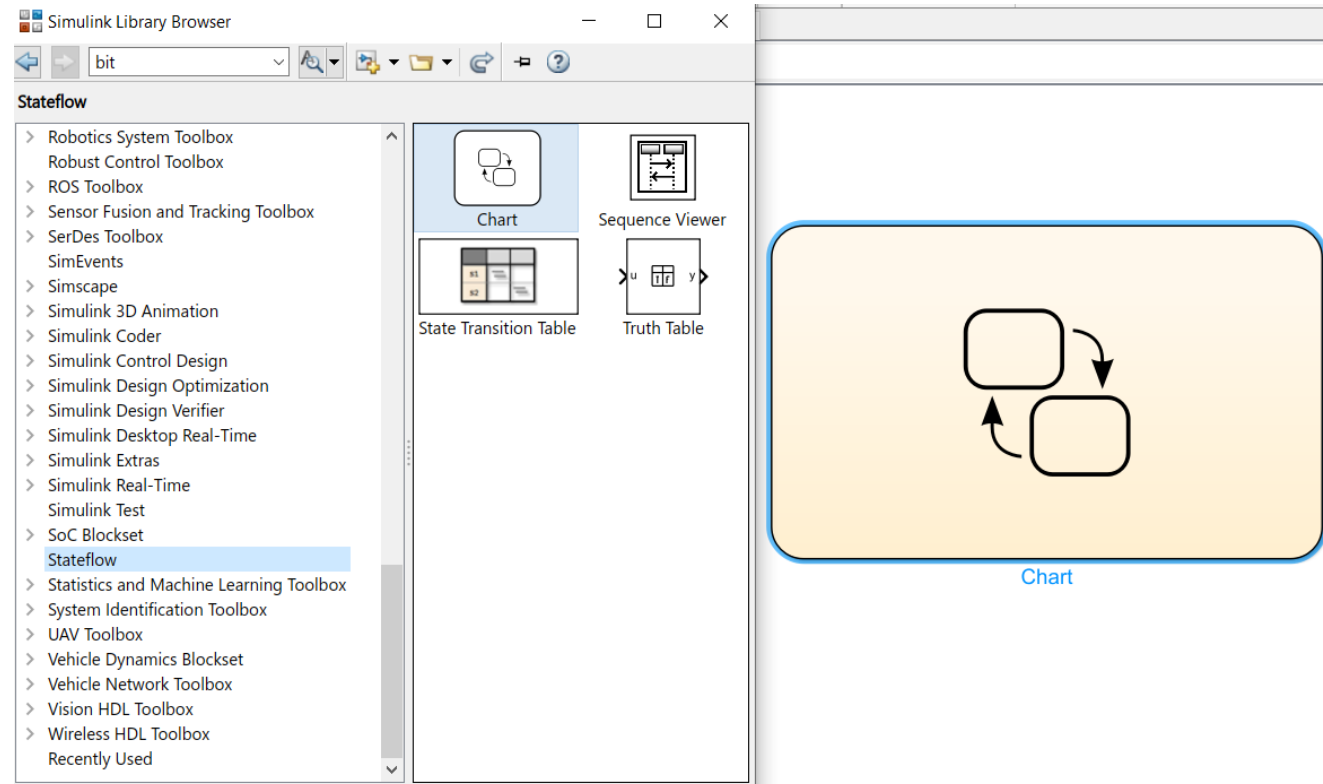 Simulink Library Browser
bit
Stateflow
Robotics System Toolbox
Robust Control Toolbox
ROS Toolbox
Sensor Fusion and Tracking Toolbox
SerDes Toolbox
SimEvents
Simscape
Simulink 3D Animation
Simulink Coder
Simulink Control Design
Simulink Design Optimization
Simulink Design Verifier
Simulink Desktop Real-Time
Simulink Extras
Simulink Real-Time
Simulink Test
SoC Blockset
Stateflow
Statistics and Machine Learning Toolbox
System Identification Toolbox
UAV Toolbox
Vehicle Dynamics Blockset
Vehicle Network Toolbox
Vision HDL Toolbox
Wireless HDL Toolbox
Recently Used
Chart
Sequence Viewer
s1
s2
State Transition Table
u
y
Truth Table
Chart